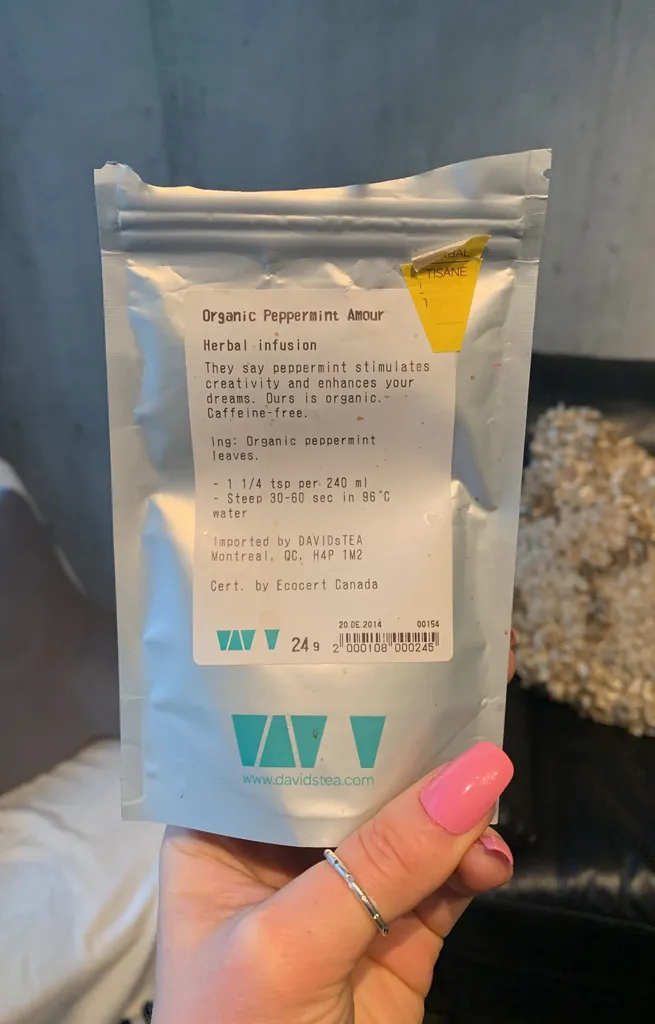 TISANE
Organic Peppermint Amour
Herbal infusion
They say peppermint stimulates
creativity and enhances your
dreams. Ours is organic.
Caffeine-free.
Ing: Organic peppermint
leaves.
- 1 1/4 tsp per 240 ml
- Steep 30-60 sec in 96°C
water
Imported by DAVIDsTEA
Montreal, QC, H4P 1M2
Cert. by Ecocert Canada
20.DE.2014 00154
24g 2 000108 000245
www.davidstea.com